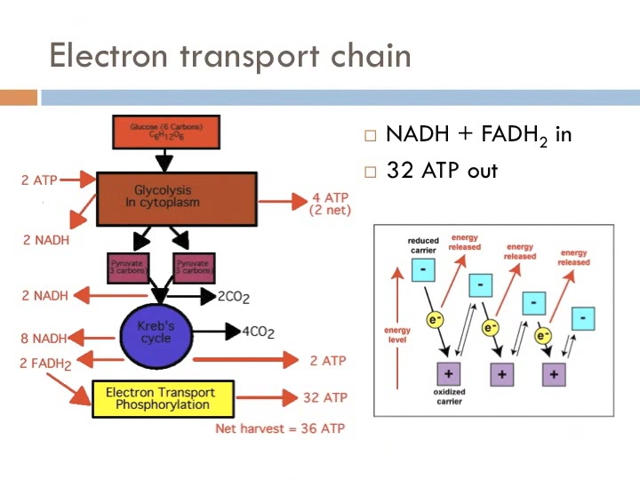 Electron transport chain
NADH + FADH₂ in
32 ATP out
Glucose (6 Carbons)
C₆H₁₂O₆
2 ATP
Glycolysis
In cytoplasm
4 ATP
(2 net)
2 NADH
Pyruvate
3 carbons)
Pyruvate
3 carbons)
2 NADH
2CO₂
Kreb's
cycle
4CO₂
8 NADH
2 FADH₂
2 ATP
Electron Transport
Phosphorylation
32 ATP
Net harvest = 36 ATP
reduced
carrier
energy
released
energy
released
energy
released
-
-
-
-
e-
e-
e-
energy
level
+
+
+
oxidized
carrier